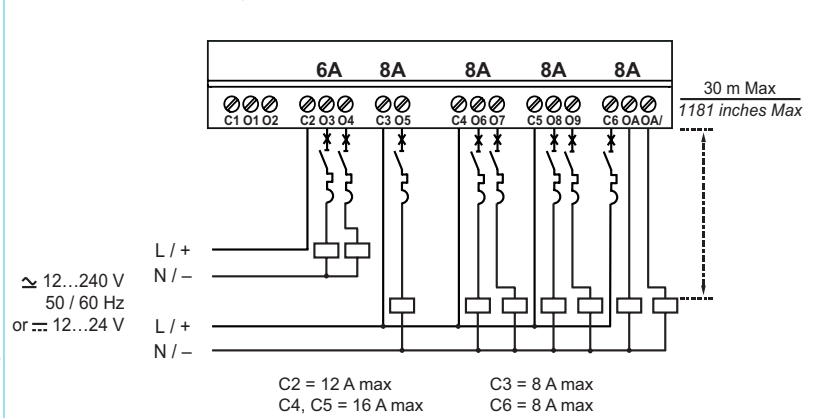 6A 8A 8A 8A 8A
C1 O1 O2 C2 O3 O4 C3 O5 C4 O6 O7 C5 O8 O9 C6 OA OA/
30 m Max
1181 inches Max
L / +
N / –
≃ 12...240 V
50 / 60 Hz
or ⎓ 12...24 V
L / +
N / –
C2 = 12 A max C3 = 8 A max
C4, C5 = 16 A max C6 = 8 A max